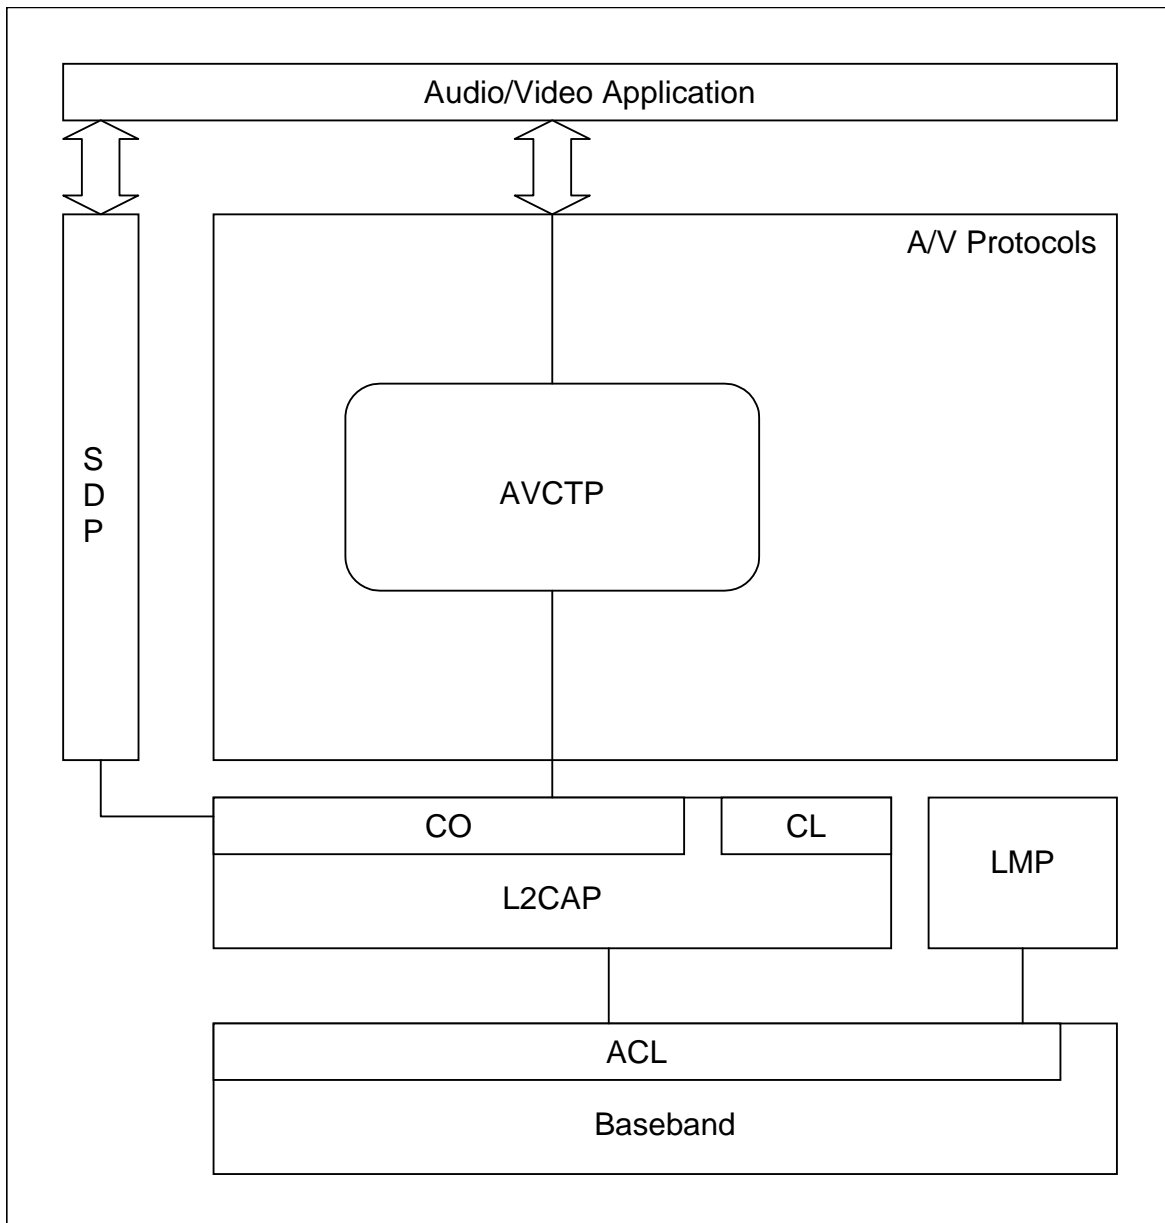 Audio/Video Application
A/V Protocols
S
D
P
AVCTP
CO
CL
LMP
L2CAP
ACL
Baseband